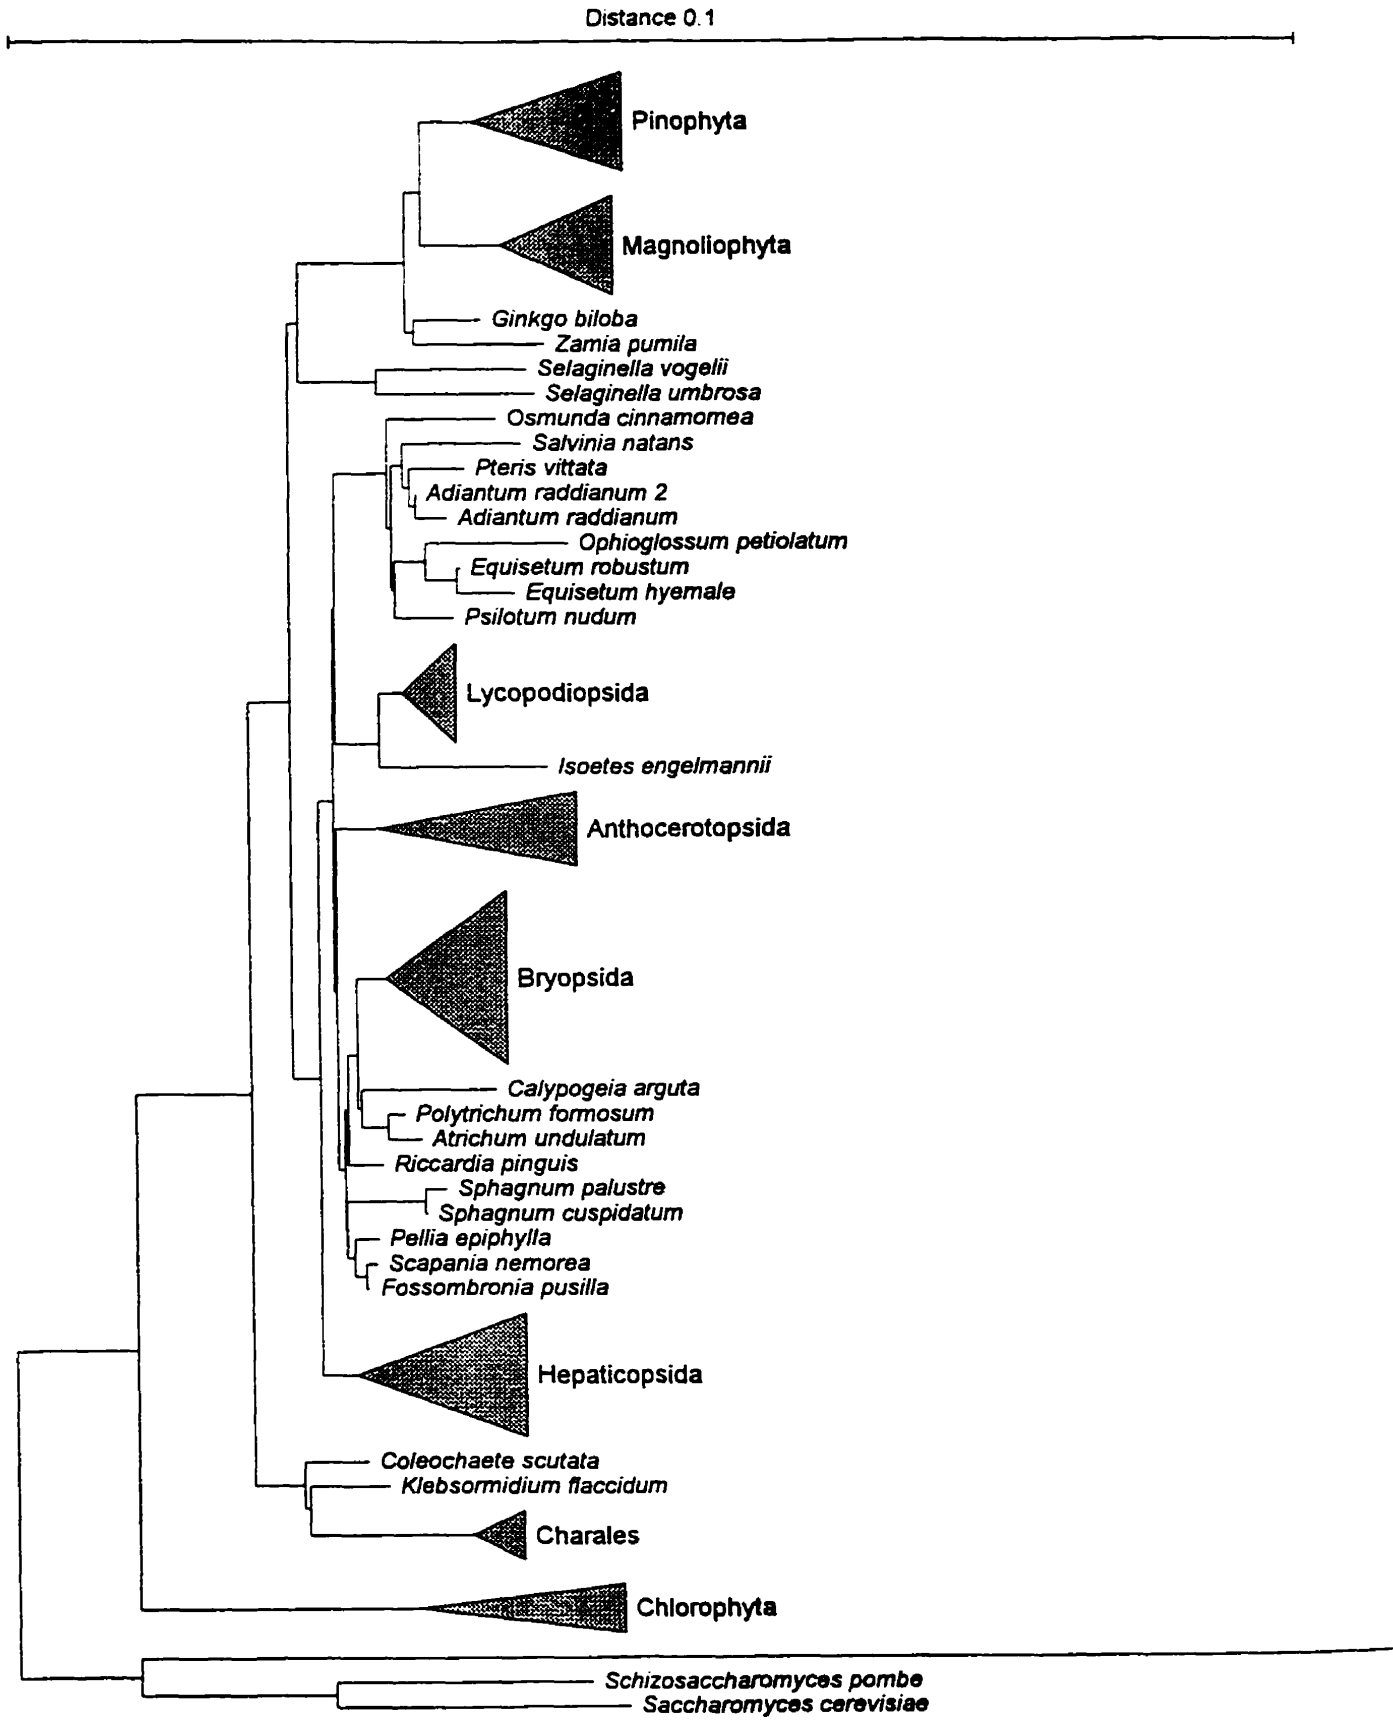 Distance 0.1
Pinophyta
Magnoliophyta
Ginkgo biloba
Zamia pumila
Selaginella vogelii
Selaginella umbrosa
Osmunda cinnamomea
Salvinia natans
Pteris vittata
Adiantum raddianum 2
Adiantum raddianum
Ophioglossum petiolatum
Equisetum robustum
Equisetum hyemale
Psilotum nudum
Lycopodiopsida
Isoetes engelmannii
Anthocerotopsida
Bryopsida
Calypogeia arguta
Polytrichum formosum
Atrichum undulatum
Riccardia pinguis
Sphagnum palustre
Sphagnum cuspidatum
Pellia epiphylla
Scapania nemorea
Fossombronia pusilla
Hepaticopsida
Coleochaete scutata
Klebsormidium flaccidum
Charales
Chlorophyta
Schizosaccharomyces pombe
Saccharomyces cerevisiae